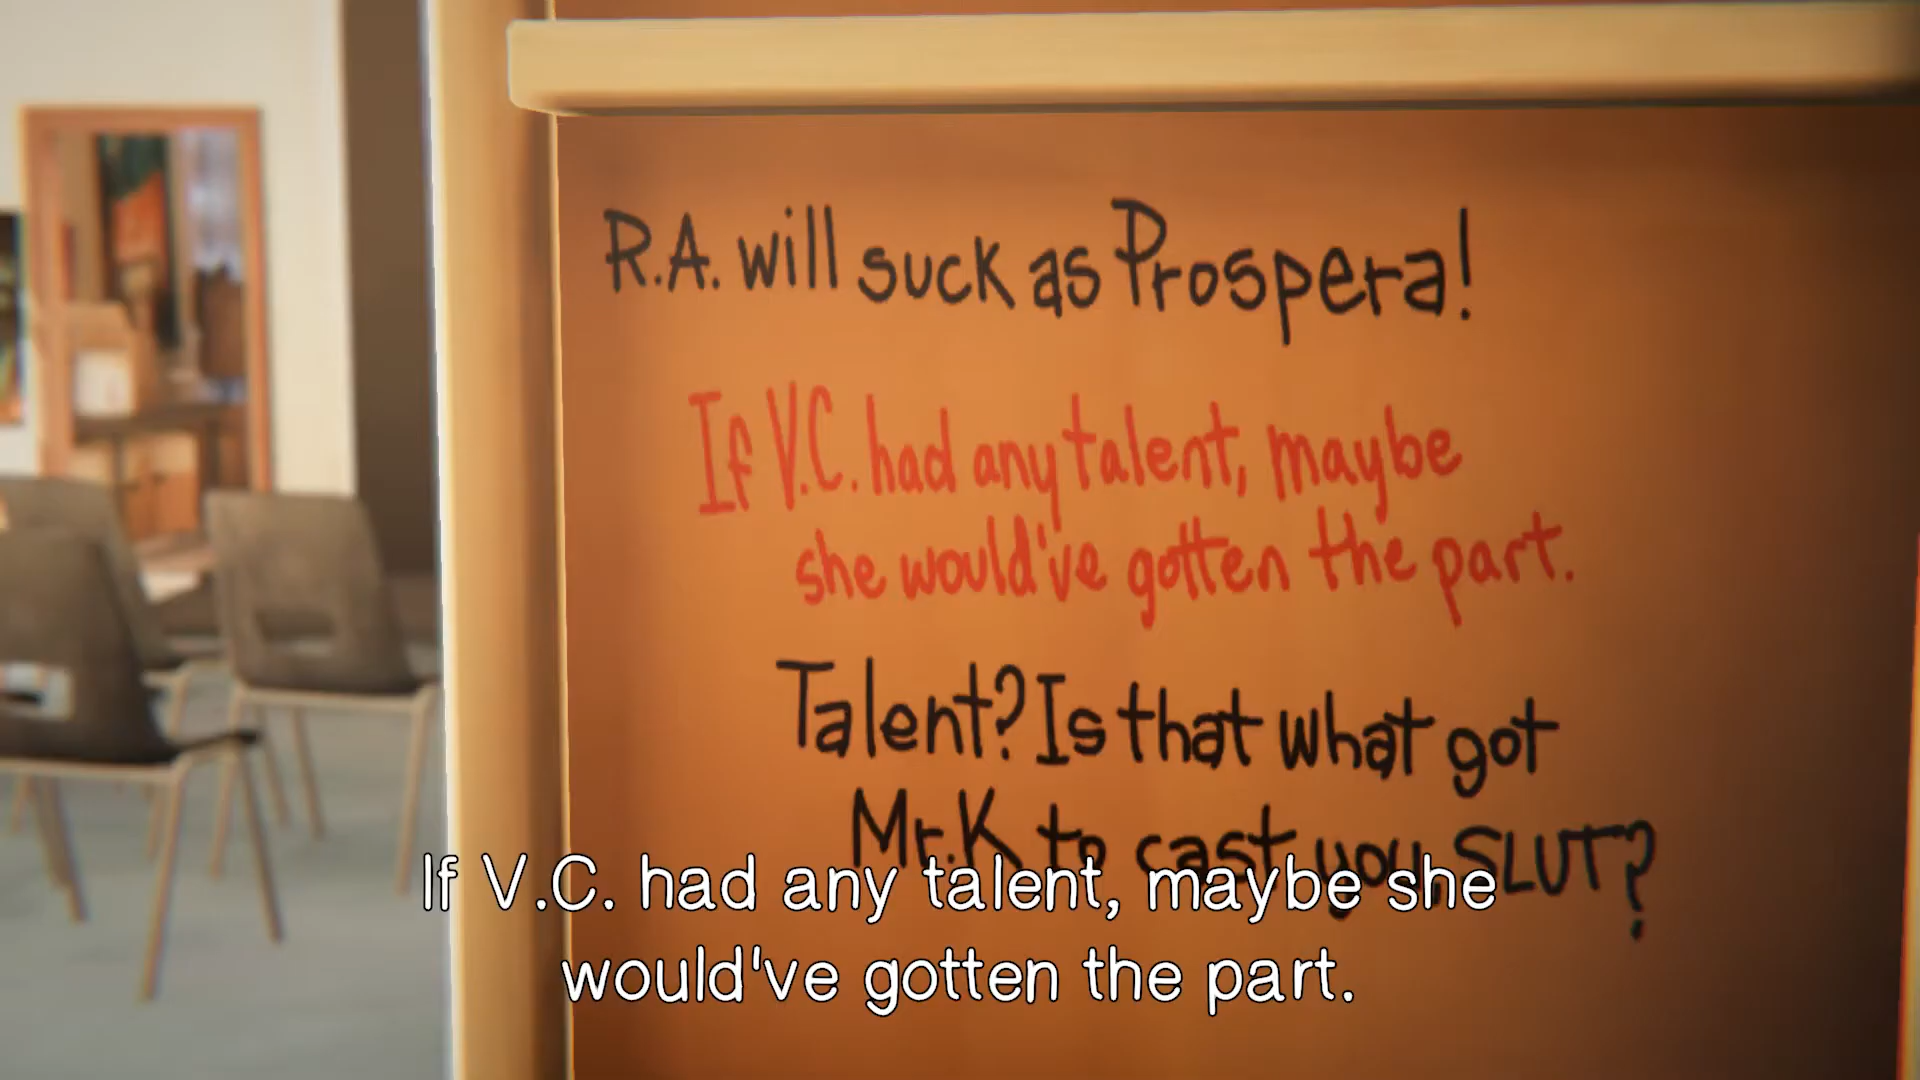 R.A. will suck as Prospera!
If V.C. had any talent, maybe
she would've gotten the part.
Talent? Is that what got
Mr.K to cast you, SLUT?
If V.C. had any talent, maybe she
would've gotten the part.